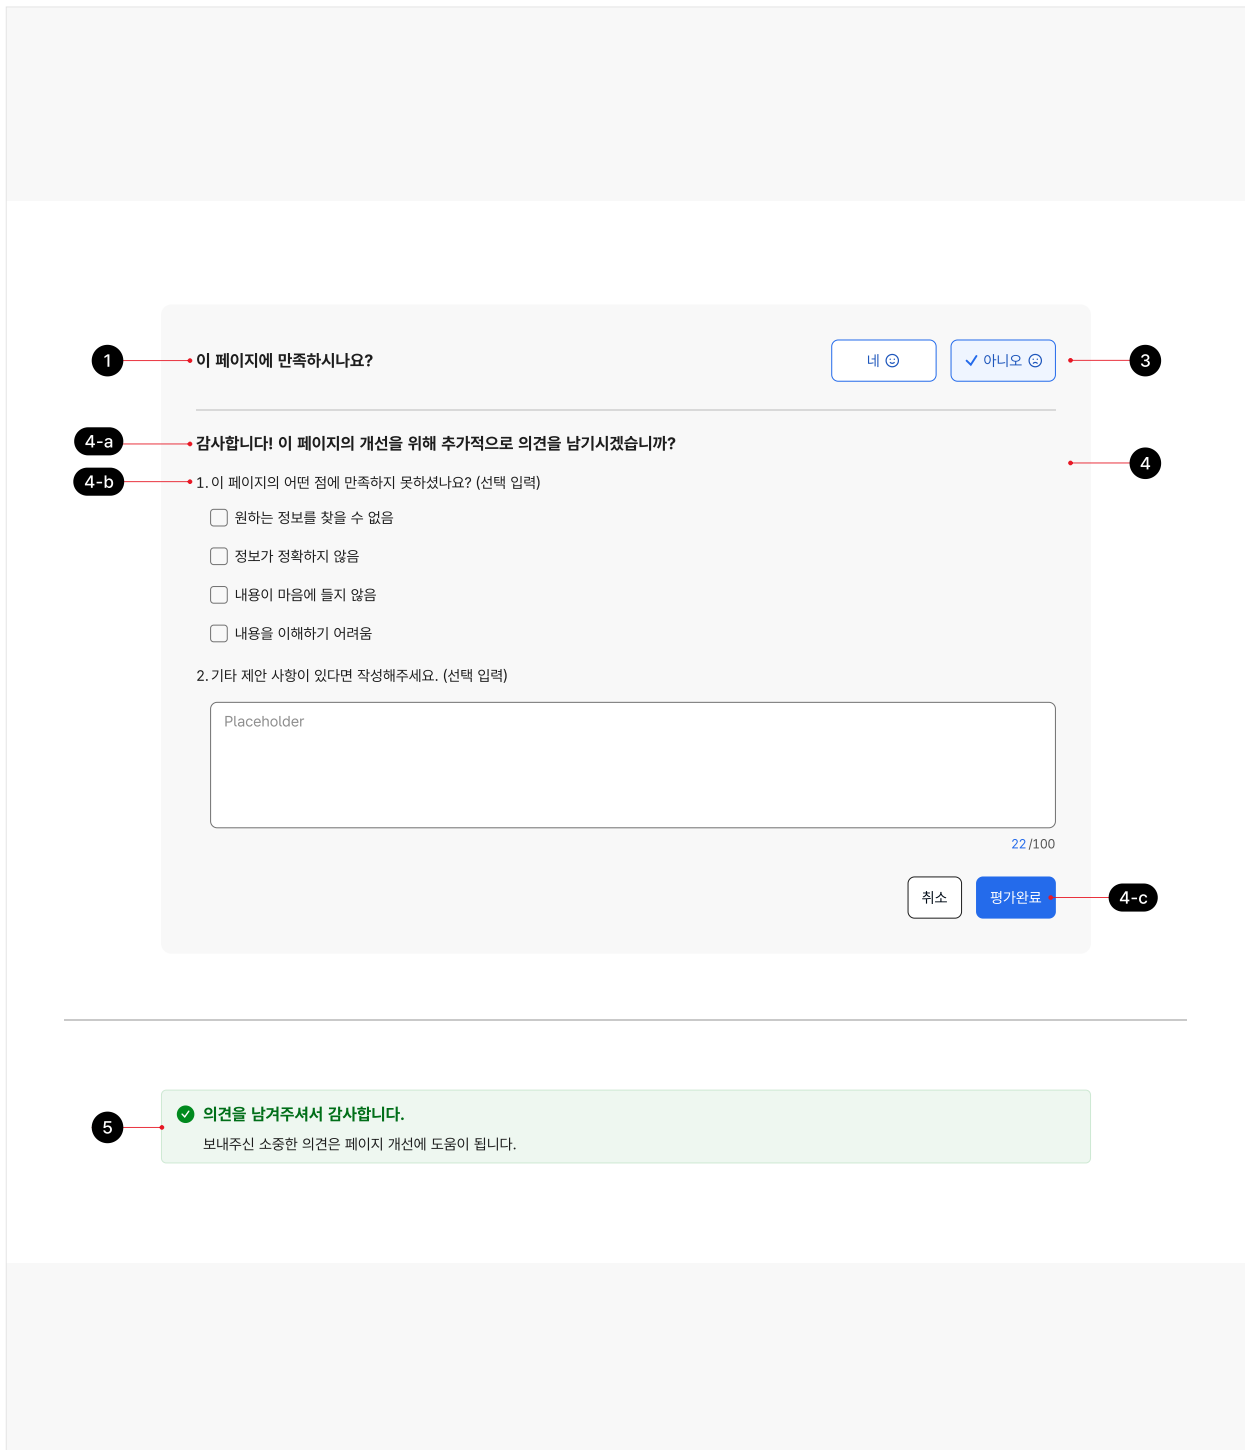 1 이 페이지에 만족하시나요? 네 아니오 3
4-a 감사합니다! 이 페이지의 개선을 위해 추가적으로 의견을 남기시겠습니까?
4
4-b 1. 이 페이지의 어떤 점에 만족하지 못하셨나요? (선택 입력)
원하는 정보를 찾을 수 없음
정보가 정확하지 않음
내용이 마음에 들지 않음
내용을 이해하기 어려움
2. 기타 제안 사항이 있다면 작성해주세요. (선택 입력)
Placeholder
22/100
취소 평가완료 4-c
의견을 남겨주셔서 감사합니다.
5
보내주신 소중한 의견은 페이지 개선에 도움이 됩니다.